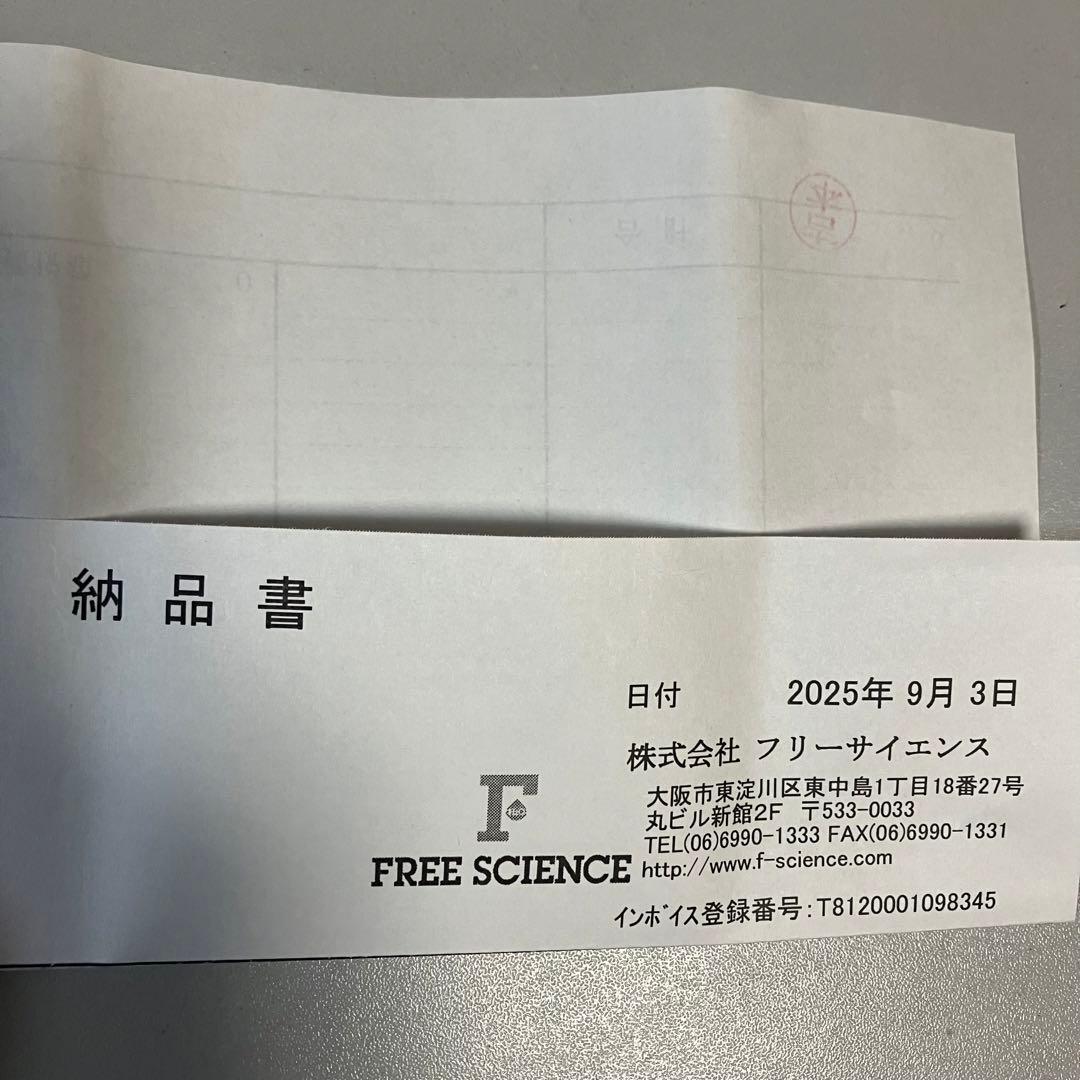 納品書
日付 2025年 9月 3日
株式会社 フリーサイエンス
大阪市東淀川区東中島1丁目18番27号
丸ビル新館2F 〒533-0033
TEL(06)6990-1333 FAX(06)6990-1331
FREE SCIENCE http://www.f-science.com
インボイス登録番号:T8120001098345